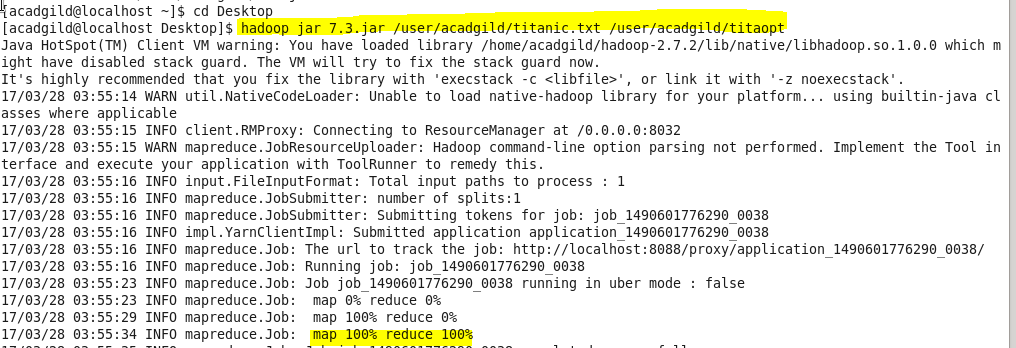 [acadgild@localhost ~]$ cd Desktop
[acadgild@localhost Desktop]$ hadoop jar 7.3.jar /user/acadgild/titanic.txt /user/acadgild/titaopt
Java HotSpot(TM) Client VM warning: You have loaded library /home/acadgild/hadoop-2.7.2/lib/native/libhadoop.so.1.0.0 which m
ight have disabled stack guard. The VM will try to fix the stack guard now.
It's highly recommended that you fix the library with 'execstack -c <libfile>', or link it with '-z noexecstack'.
17/03/28 03:55:14 WARN util.NativeCodeLoader: Unable to load native-hadoop library for your platform... using builtin-java cl
asses where applicable
17/03/28 03:55:15 INFO client.RMProxy: Connecting to ResourceManager at /0.0.0.0:8032
17/03/28 03:55:15 WARN mapreduce.JobResourceUploader: Hadoop command-line option parsing not performed. Implement the Tool in
terface and execute your application with ToolRunner to remedy this.
17/03/28 03:55:16 INFO input.FileInputFormat: Total input paths to process : 1
17/03/28 03:55:16 INFO mapreduce.JobSubmitter: number of splits:1
17/03/28 03:55:16 INFO mapreduce.JobSubmitter: Submitting tokens for job: job_1490601776290_0038
17/03/28 03:55:16 INFO impl.YarnClientImpl: Submitted application application_1490601776290_0038
17/03/28 03:55:16 INFO mapreduce.Job: The url to track the job: http://localhost:8088/proxy/application_1490601776290_0038/
17/03/28 03:55:16 INFO mapreduce.Job: Running job: job_1490601776290_0038
17/03/28 03:55:23 INFO mapreduce.Job: Job job_1490601776290_0038 running in uber mode : false
17/03/28 03:55:23 INFO mapreduce.Job:  map 0% reduce 0%
17/03/28 03:55:29 INFO mapreduce.Job:  map 100% reduce 0%
17/03/28 03:55:34 INFO mapreduce.Job:  map 100% reduce 100%